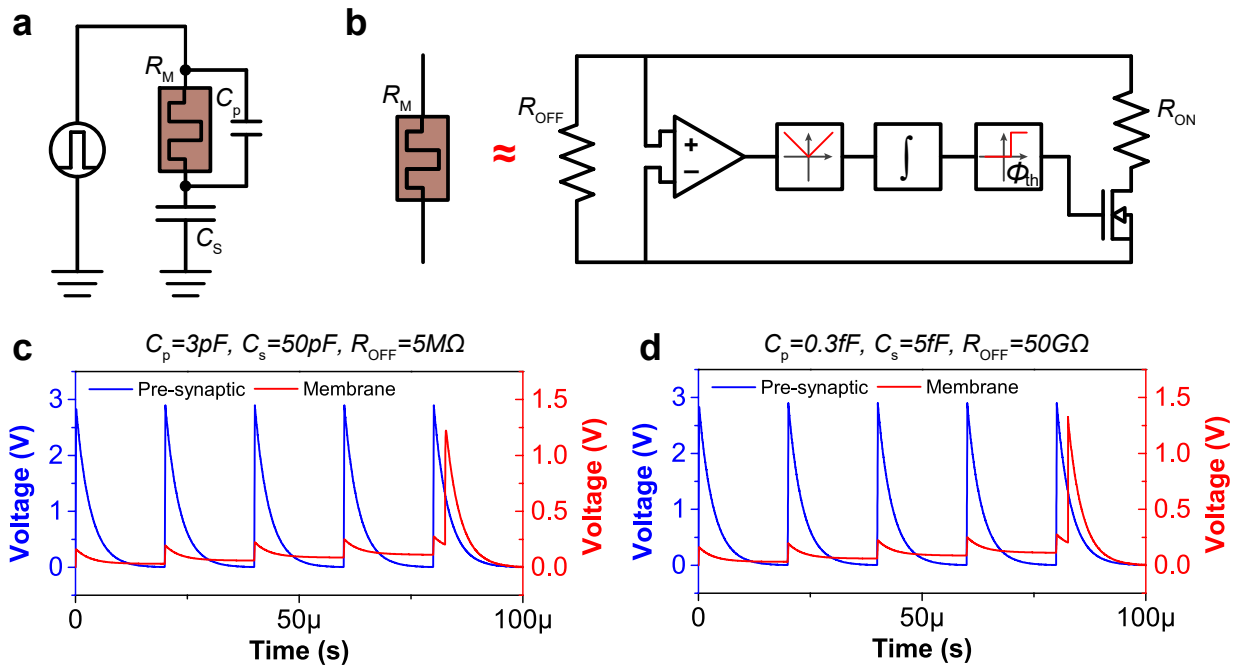 a
b
R_M
C_p
C_S
R_M
≈
R_OFF
+
−
∫
Φ_th
R_ON
c
C_p=3pF, C_s=50pF, R_OFF=5MΩ
Pre-synaptic
Membrane
Voltage (V)
3
2
1
0
1.5
1.0
0.5
0.0
Voltage (V)
0
50µ
100µ
Time (s)
d
C_p=0.3fF, C_s=5fF, R_OFF=50GΩ
Pre-synaptic
Membrane
Voltage (V)
3
2
1
0
1.5
1.0
0.5
0.0
Voltage (V)
0
50µ
100µ
Time (s)